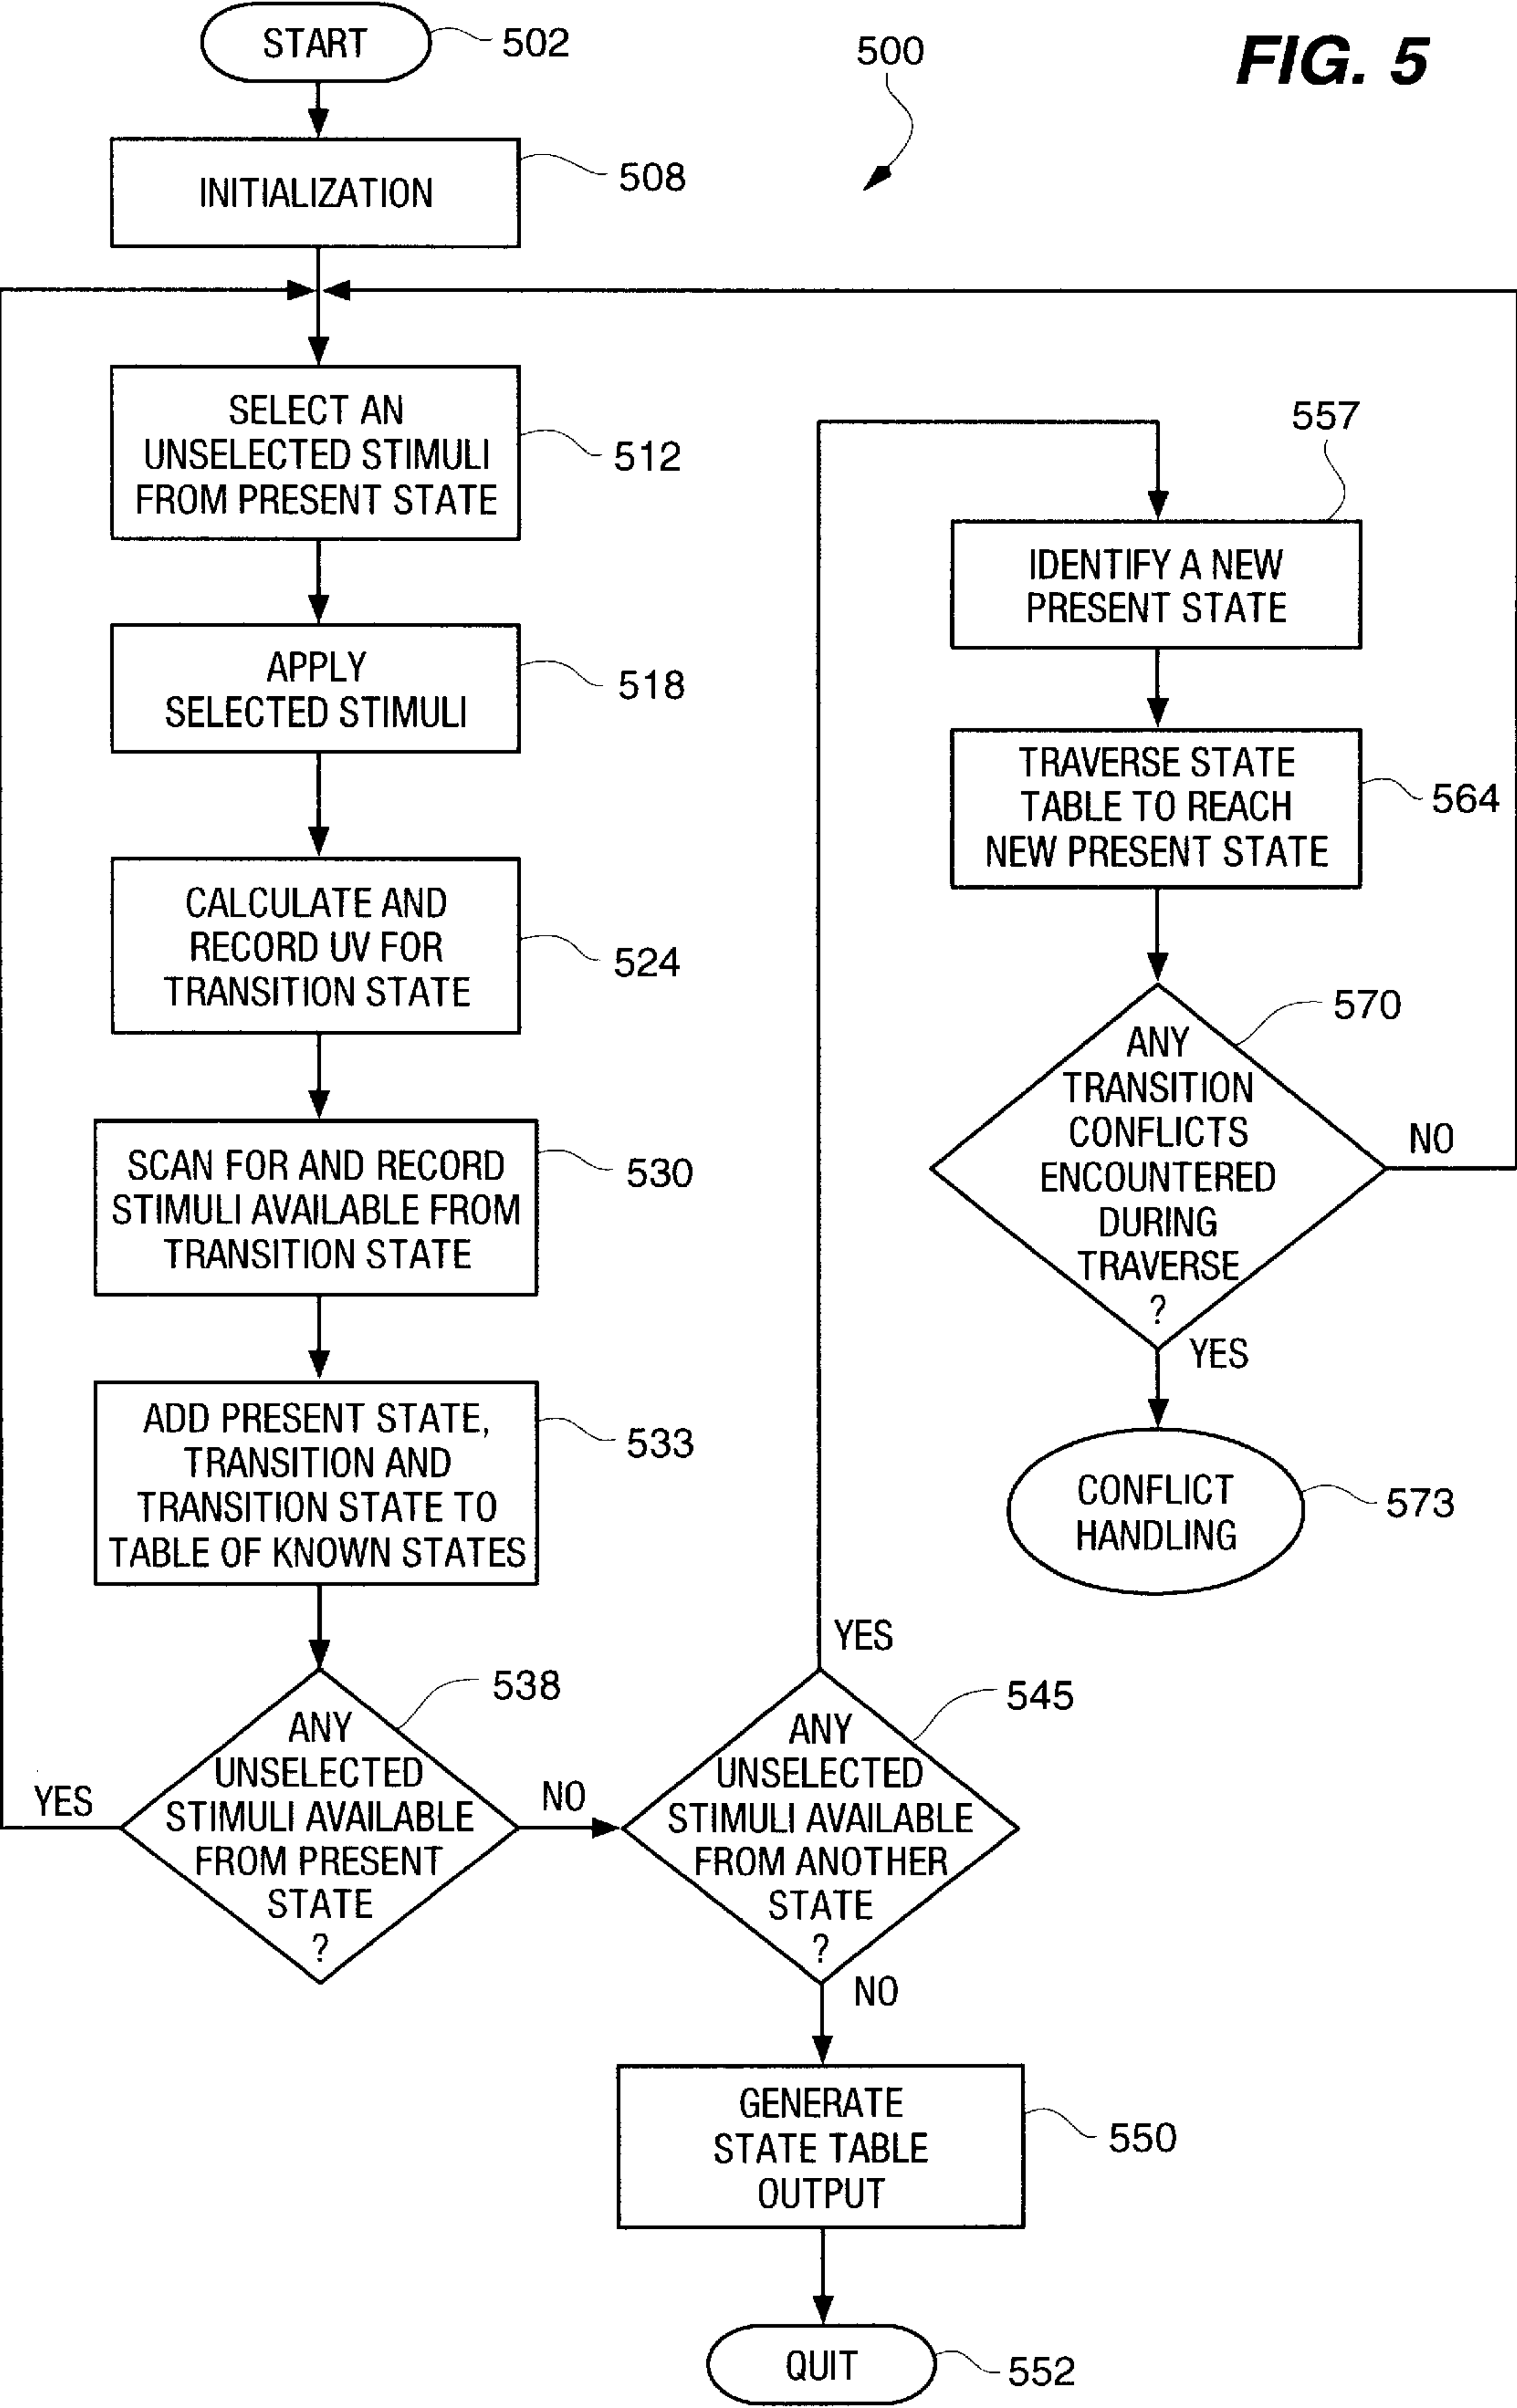 FIG. 5
500
START
502
INITIALIZATION
508
SELECT AN
UNSELECTED STIMULI
FROM PRESENT STATE
512
APPLY
SELECTED STIMULI
518
CALCULATE AND
RECORD UV FOR
TRANSITION STATE
524
SCAN FOR AND RECORD
STIMULI AVAILABLE FROM
TRANSITION STATE
530
ADD PRESENT STATE,
TRANSITION AND
TRANSITION STATE TO
TABLE OF KNOWN STATES
533
ANY
UNSELECTED
STIMULI AVAILABLE
FROM PRESENT
STATE
?
538
YES
NO
ANY
UNSELECTED
STIMULI AVAILABLE
FROM ANOTHER
STATE
?
545
YES
NO
GENERATE
STATE TABLE
OUTPUT
550
QUIT
552
557
IDENTIFY A NEW
PRESENT STATE
TRAVERSE STATE
TABLE TO REACH
NEW PRESENT STATE
564
ANY
TRANSITION
CONFLICTS
ENCOUNTERED
DURING
TRAVERSE
?
570
NO
YES
CONFLICT
HANDLING
573